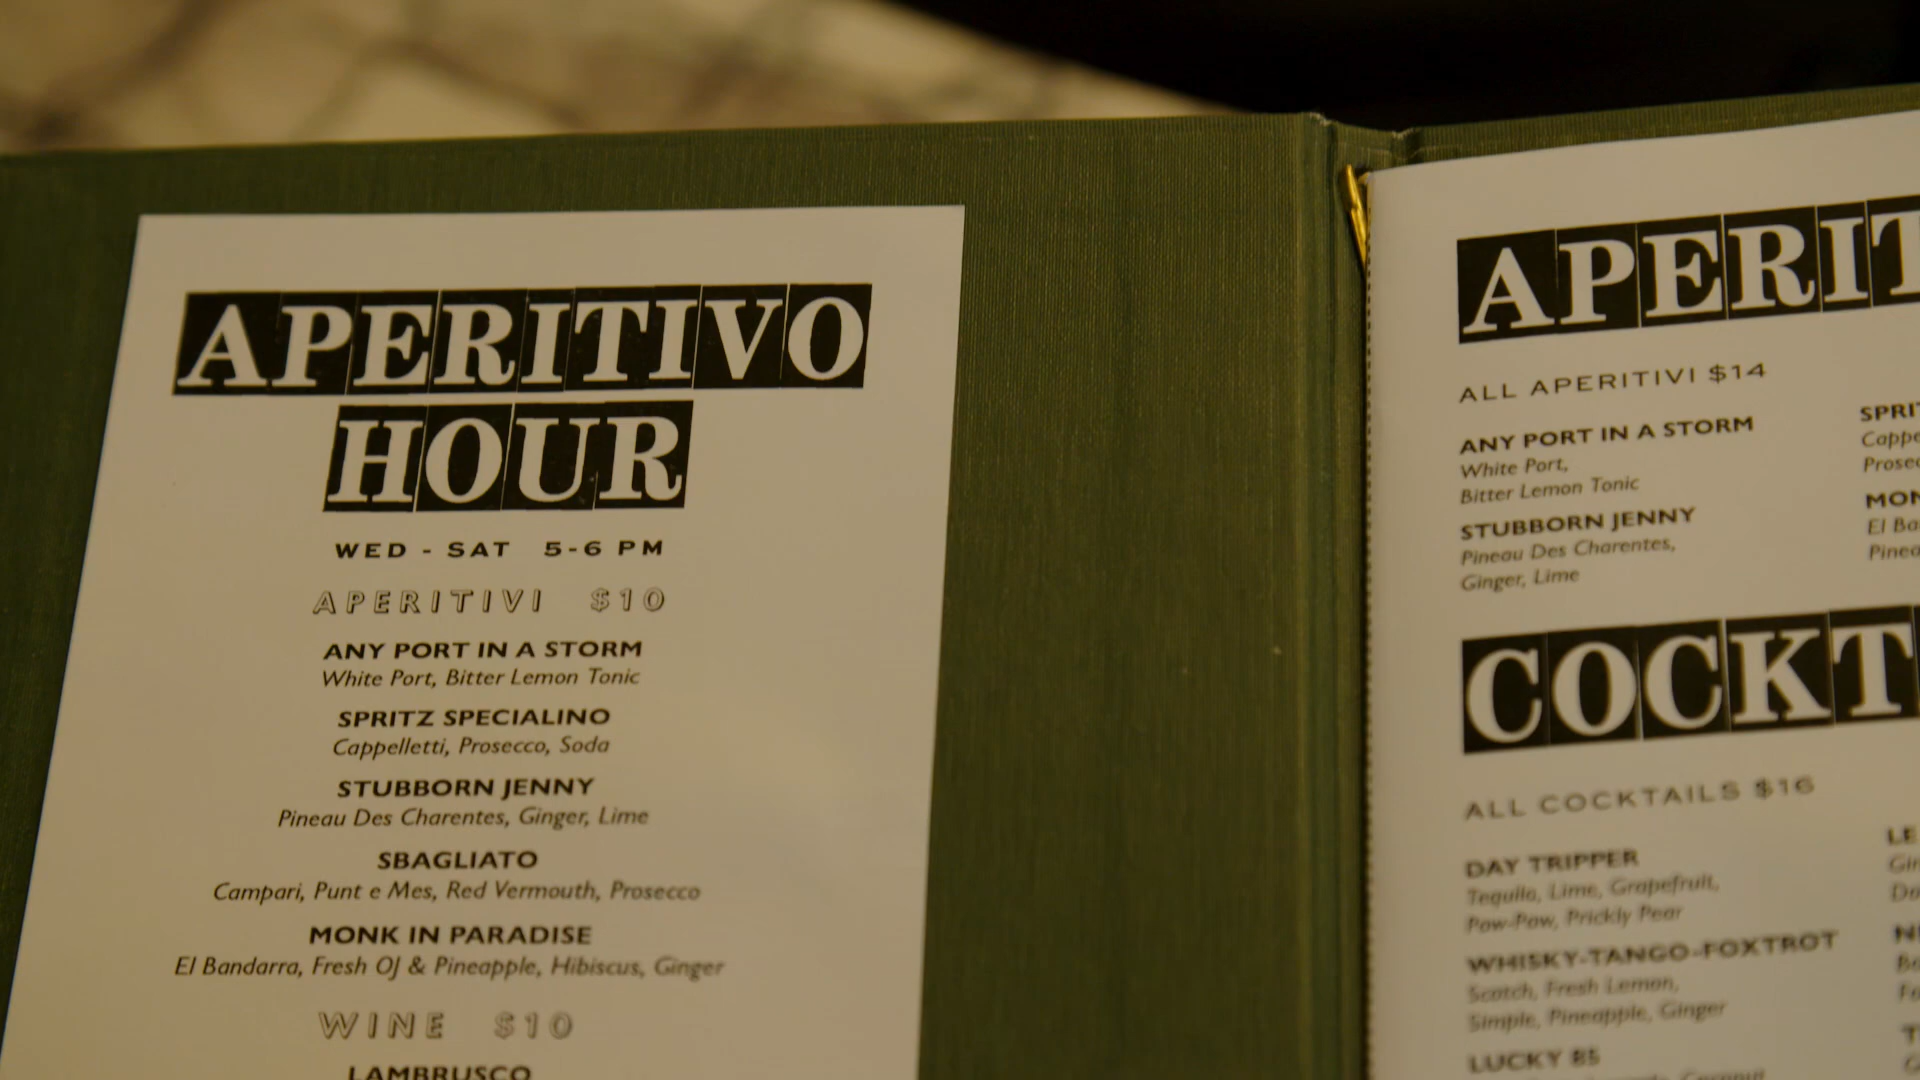 APERITIVO
HOUR
WED - SAT 5-6 PM
APERITIVI $10
ANY PORT IN A STORM
White Port, Bitter Lemon Tonic
SPRITZ SPECIALINO
Cappelletti, Prosecco, Soda
STUBBORN JENNY
Pineau Des Charentes, Ginger, Lime
SBAGLIATO
Campari, Punt e Mes, Red Vermouth, Prosecco
MONK IN PARADISE
El Bandarra, Fresh OJ & Pineapple, Hibiscus, Ginger
WINE $10
LAMBRUSCO
APERIT
ALL APERITIVI $14
ANY PORT IN A STORM
White Port,
Bitter Lemon Tonic
STUBBORN JENNY
Pineau Des Charentes,
Ginger, Lime
SPRI
Cappe
Prosec
MON
El Ba
Pinea
COCKT
ALL COCKTAILS $16
DAY TRIPPER
Tequila, Lime, Grapefruit,
Paw-Paw, Prickly Pear
WHISKY-TANGO-FOXTROT
Scotch, Fresh Lemon,
Simple, Pineapple, Ginger
LUCKY 85
LE
Gin